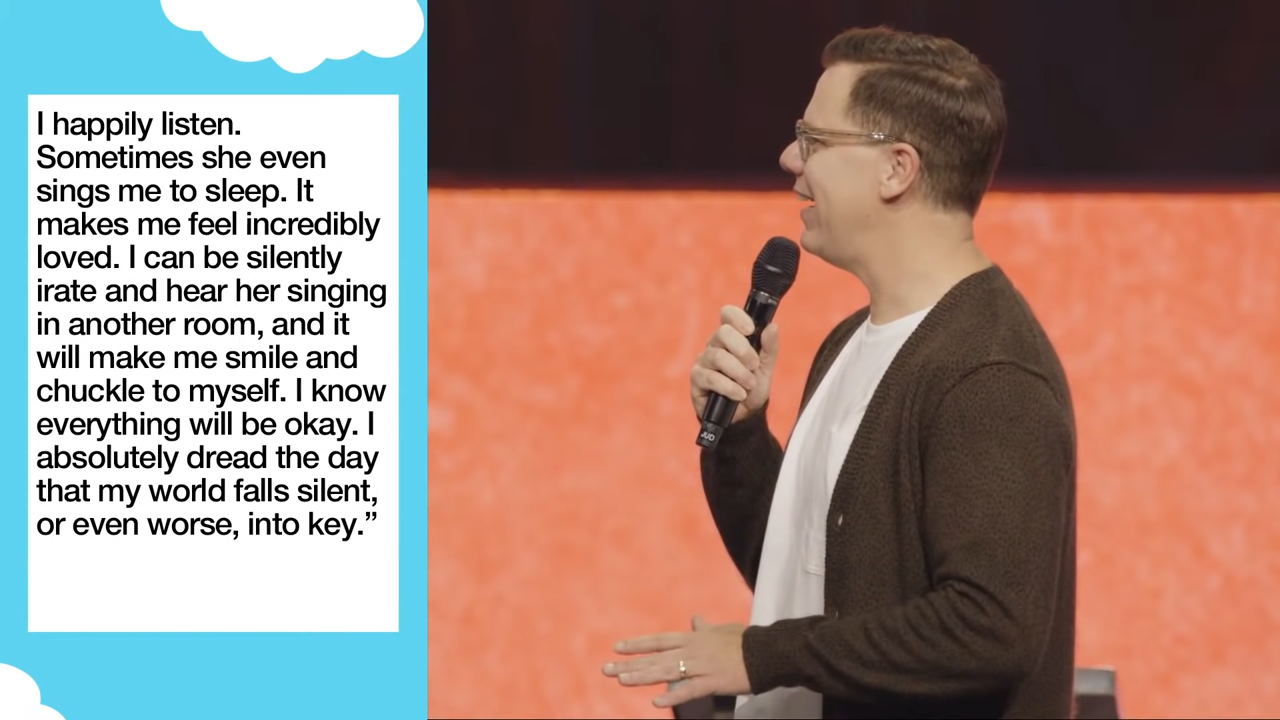 I happily listen.
Sometimes she even
sings me to sleep. It
makes me feel incredibly
loved. I can be silently
irate and hear her singing
in another room, and it
will make me smile and
chuckle to myself. I know
everything will be okay. I
absolutely dread the day
that my world falls silent,
or even worse, into key.”
JUD